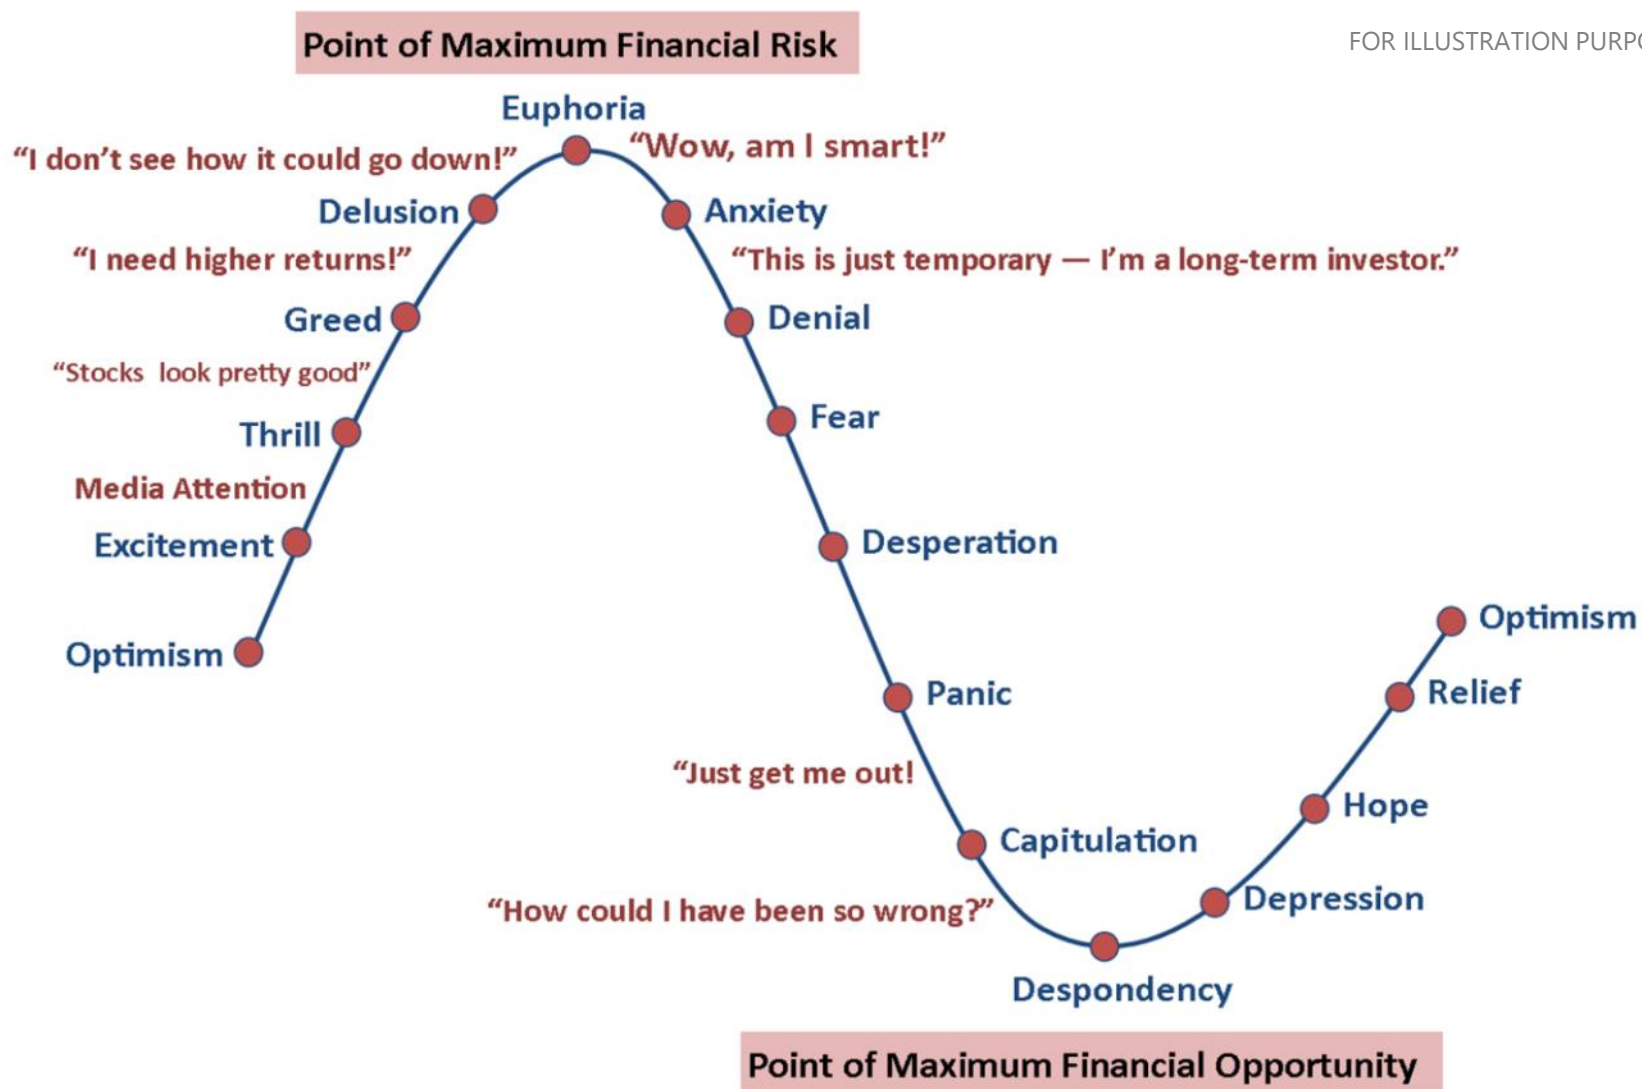 Point of Maximum Financial Risk
FOR ILLUSTRATION
Euphoria
“I don’t see how it could go down!”
“Wow, am I smart!”
Delusion
Anxiety
“I need higher returns!”
“This is just temporary — I’m a long-term investor.”
Greed
Denial
“Stocks look pretty good”
Fear
Thrill
Media Attention
Excitement
Desperation
Optimism
Optimism
Panic
Relief
“Just get me out!
Hope
Capitulation
Depression
“How could I have been so wrong?”
Despondency
Point of Maximum Financial Opportunity